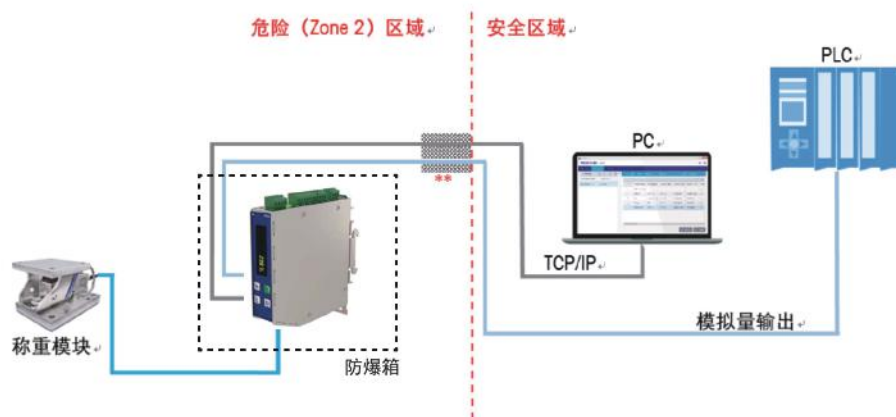 危险（Zone 2）区域
安全区域
PLC
PC
**
TCP/IP
模拟量输出
称重模块
防爆箱